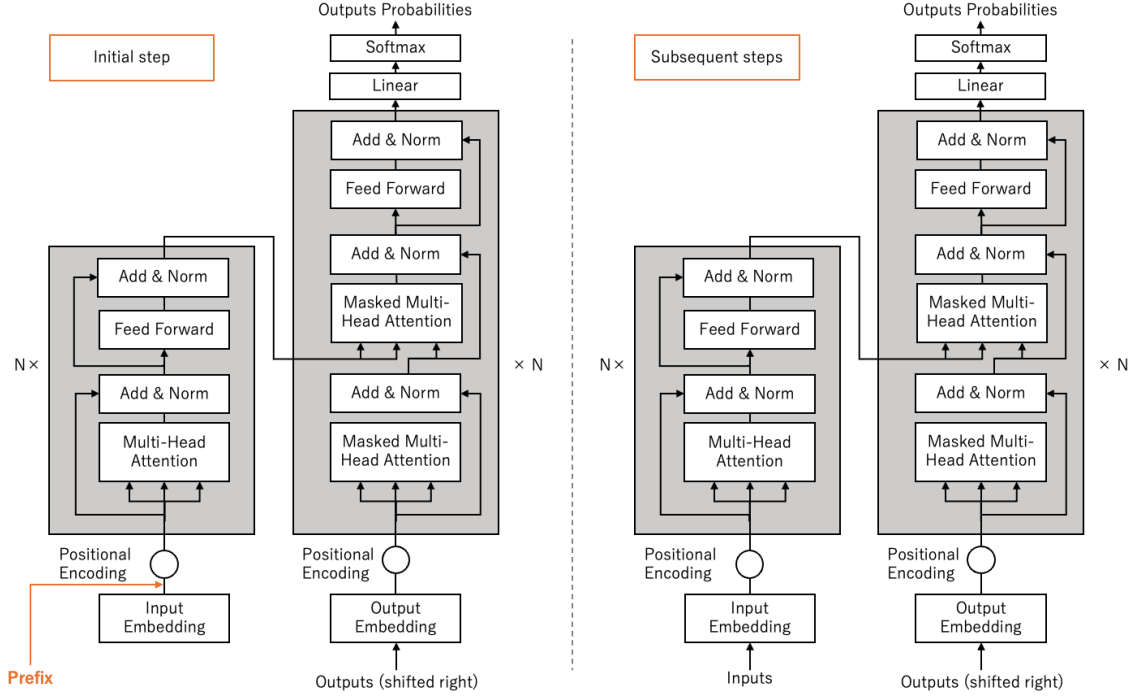 Initial step
Outputs Probabilities
Softmax
Linear
Add & Norm
Feed Forward
Add & Norm
Masked Multi-
Head Attention
Add & Norm
Masked Multi-
Head Attention
× N
Positional
Encoding
Output
Embedding
Outputs (shifted right)
Add & Norm
Feed Forward
N×
Add & Norm
Multi-Head
Attention
Positional
Encoding
Input
Embedding
Prefix
Subsequent steps
Outputs Probabilities
Softmax
Linear
Add & Norm
Feed Forward
Add & Norm
Masked Multi-
Head Attention
Add & Norm
Masked Multi-
Head Attention
× N
Positional
Encoding
Output
Embedding
Outputs (shifted right)
Add & Norm
Feed Forward
N×
Add & Norm
Multi-Head
Attention
Positional
Encoding
Input
Embedding
Inputs